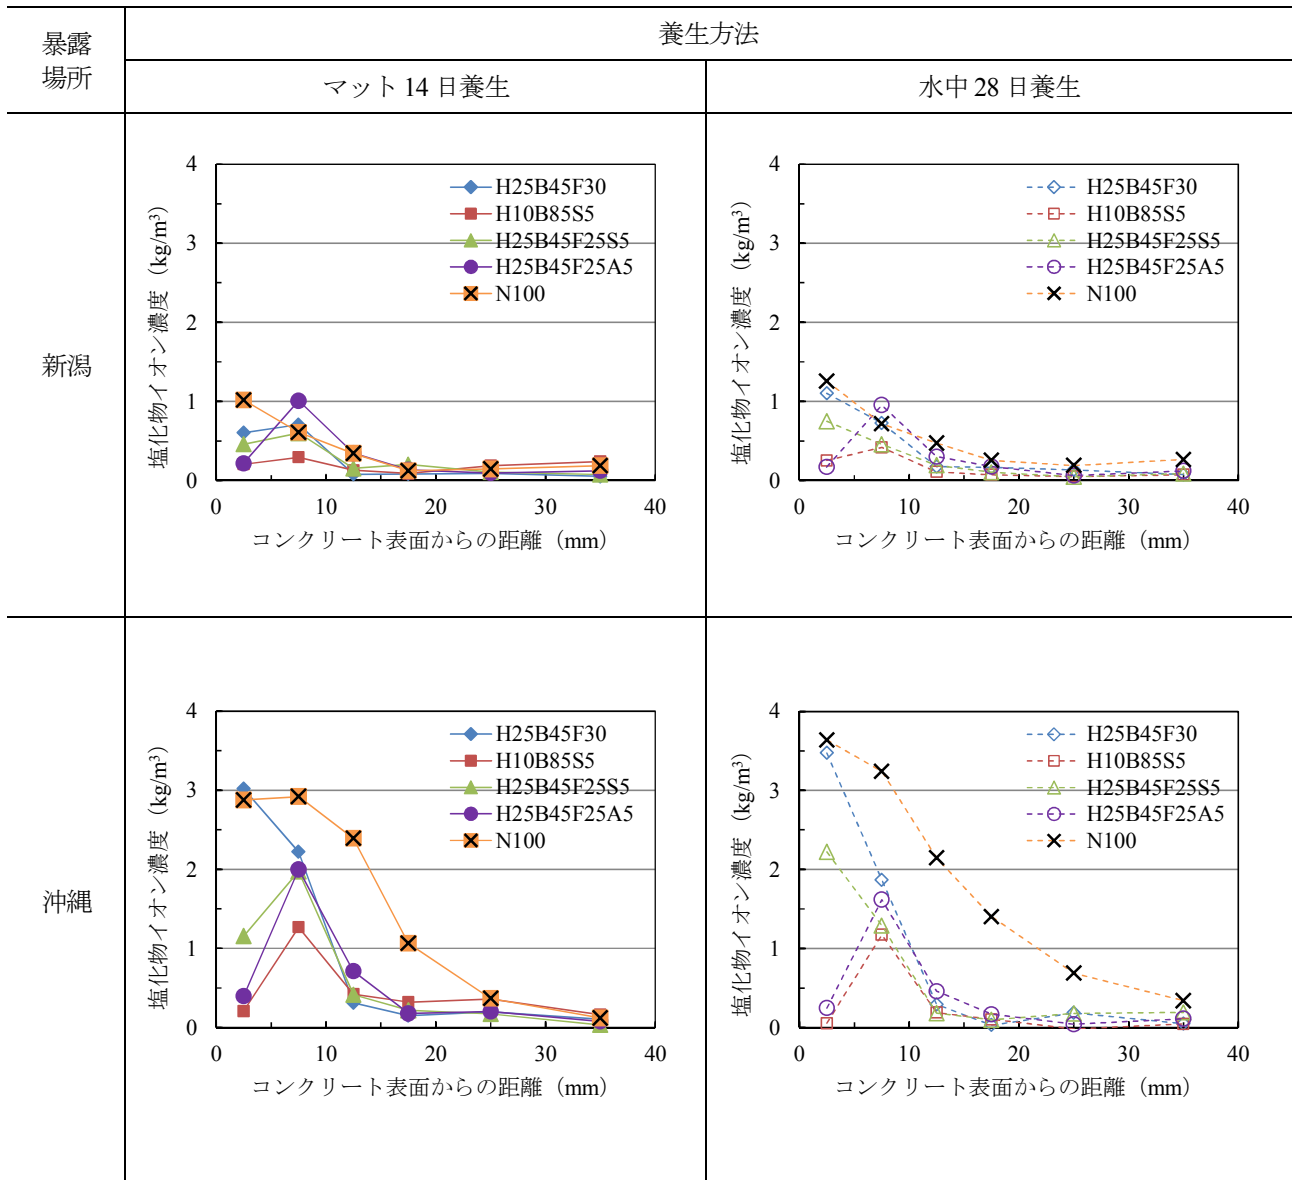 暴露
場所
養生方法
マット 14 日養生
水中 28 日養生
新潟
塩化物イオン濃度（kg/m³）
4
3
2
1
0
H25B45F30
H10B85S5
H25B45F25S5
H25B45F25A5
N100
0 10 20 30 40
コンクリート表面からの距離（mm）
塩化物イオン濃度（kg/m³）
4
3
2
1
0
H25B45F30
H10B85S5
H25B45F25S5
H25B45F25A5
N100
0 10 20 30 40
コンクリート表面からの距離（mm）
沖縄
塩化物イオン濃度（kg/m³）
4
3
2
1
0
H25B45F30
H10B85S5
H25B45F25S5
H25B45F25A5
N100
0 10 20 30 40
コンクリート表面からの距離（mm）
塩化物イオン濃度（kg/m³）
4
3
2
1
0
H25B45F30
H10B85S5
H25B45F25S5
H25B45F25A5
N100
0 10 20 30 40
コンクリート表面からの距離（mm）